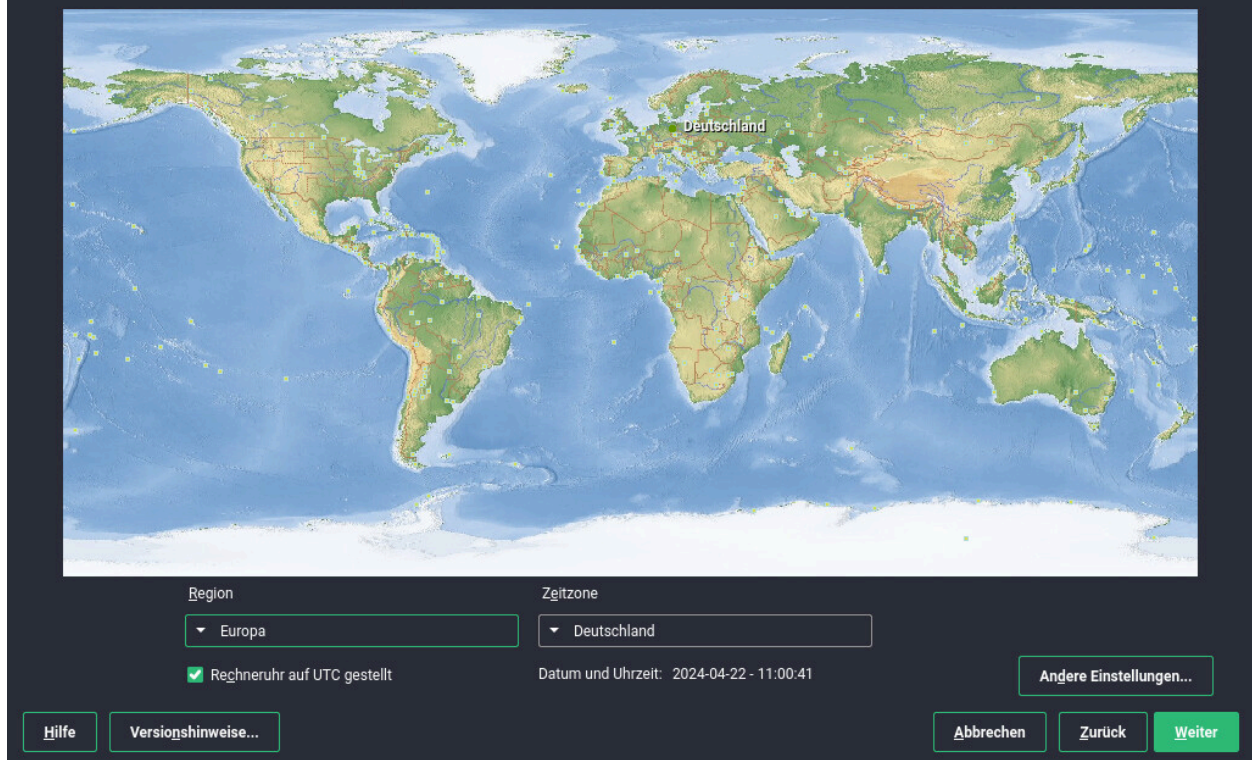 Deutschland
Region
Zeitzone
Europa
Deutschland
Rechneruhr auf UTC gestellt
Datum und Uhrzeit: 2024-04-22 - 11:00:41
Andere Einstellungen...
Hilfe
Versionshinweise...
Abbrechen
Zurück
Weiter